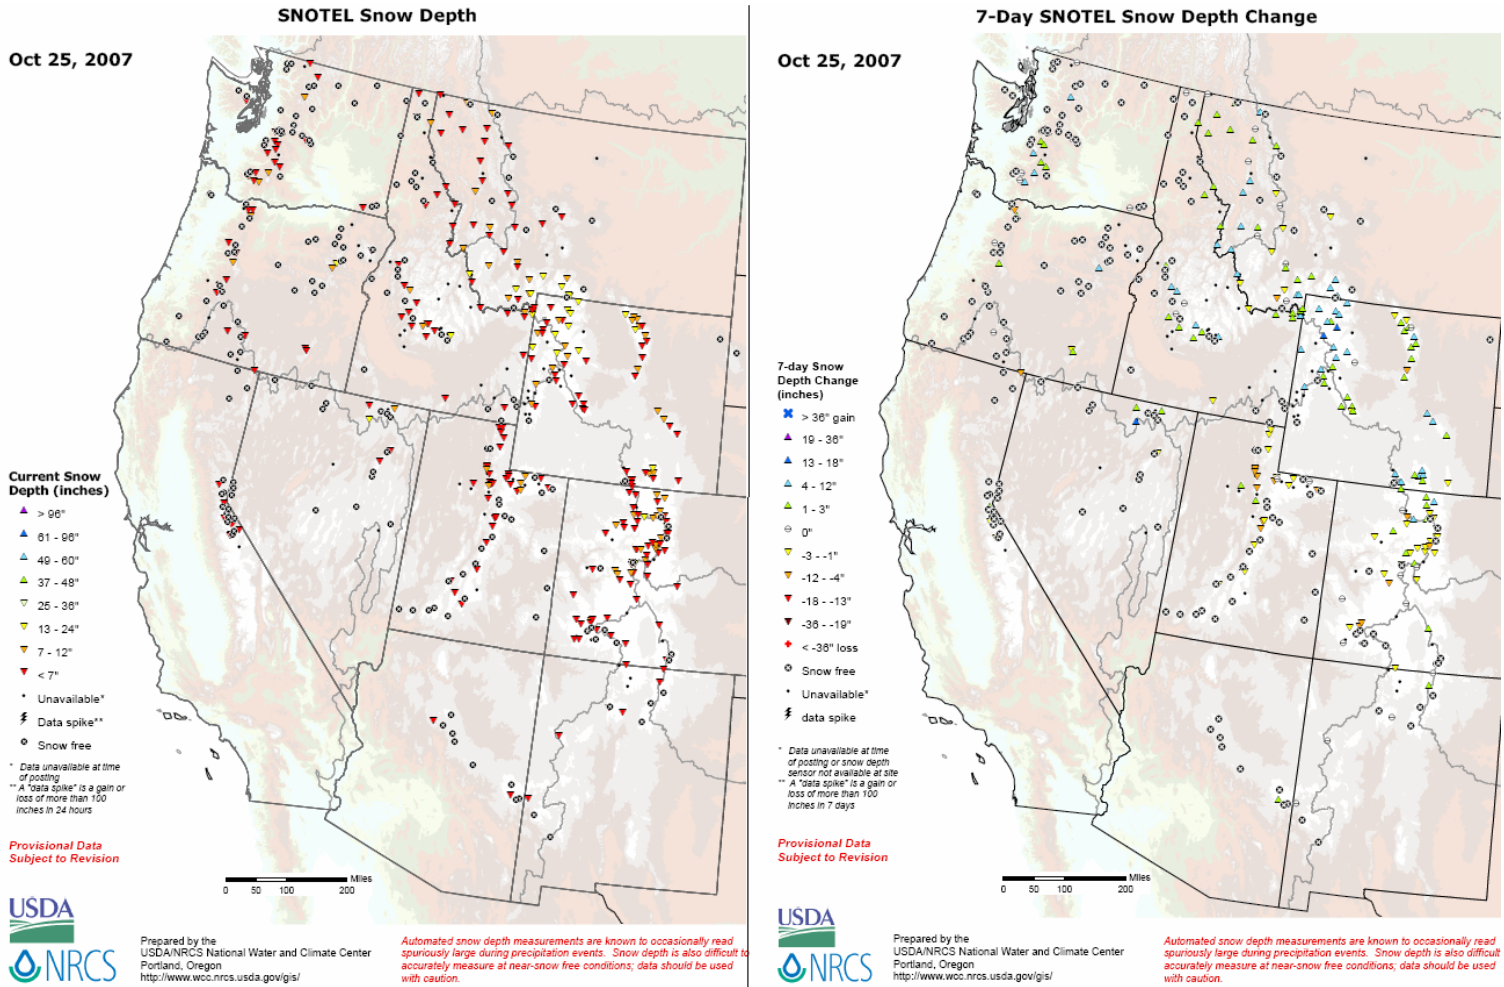 SNOTEL Snow Depth
Oct 25, 2007
Current Snow
Depth (inches)
> 96"
61 - 96"
49 - 60"
37 - 48"
25 - 36"
13 - 24"
7 - 12"
< 7"
Unavailable*
Data spike**
Snow free
* Data unavailable at time
of posting
** A "data spike" is a gain or
loss of more than 100
inches in 24 hours
Provisional Data
Subject to Revision
Miles
0 50 100 200
USDA
NRCS
Prepared by the
USDA/NRCS National Water and Climate Center
Portland, Oregon
http://www.wcc.nrcs.usda.gov/gis/
Automated snow depth measurements are known to occasionally read
spuriously large during precipitation events. Snow depth is also difficult to
accurately measure at near-snow free conditions; data should be used
with caution.
7-Day SNOTEL Snow Depth Change
Oct 25, 2007
7-day Snow
Depth Change
(inches)
> 36" gain
19 - 36"
13 - 18"
4 - 12"
1 - 3"
0"
-3 - -1"
-12 - -4"
-18 - -13"
-36 - -19"
< -36" loss
Snow free
Unavailable*
data spike
* Data unavailable at time
of posting or snow depth
sensor not available at site
** A "data spike" is a gain or
loss of more than 100
inches in 7 days
Provisional Data
Subject to Revision
Miles
0 50 100 200
USDA
NRCS
Prepared by the
USDA/NRCS National Water and Climate Center
Portland, Oregon
http://www.wcc.nrcs.usda.gov/gis/
Automated snow depth measurements are known to occasionally read
spuriously large during precipitation events. Snow depth is also difficult
accurately measure at near-snow free conditions; data should be used
with caution.